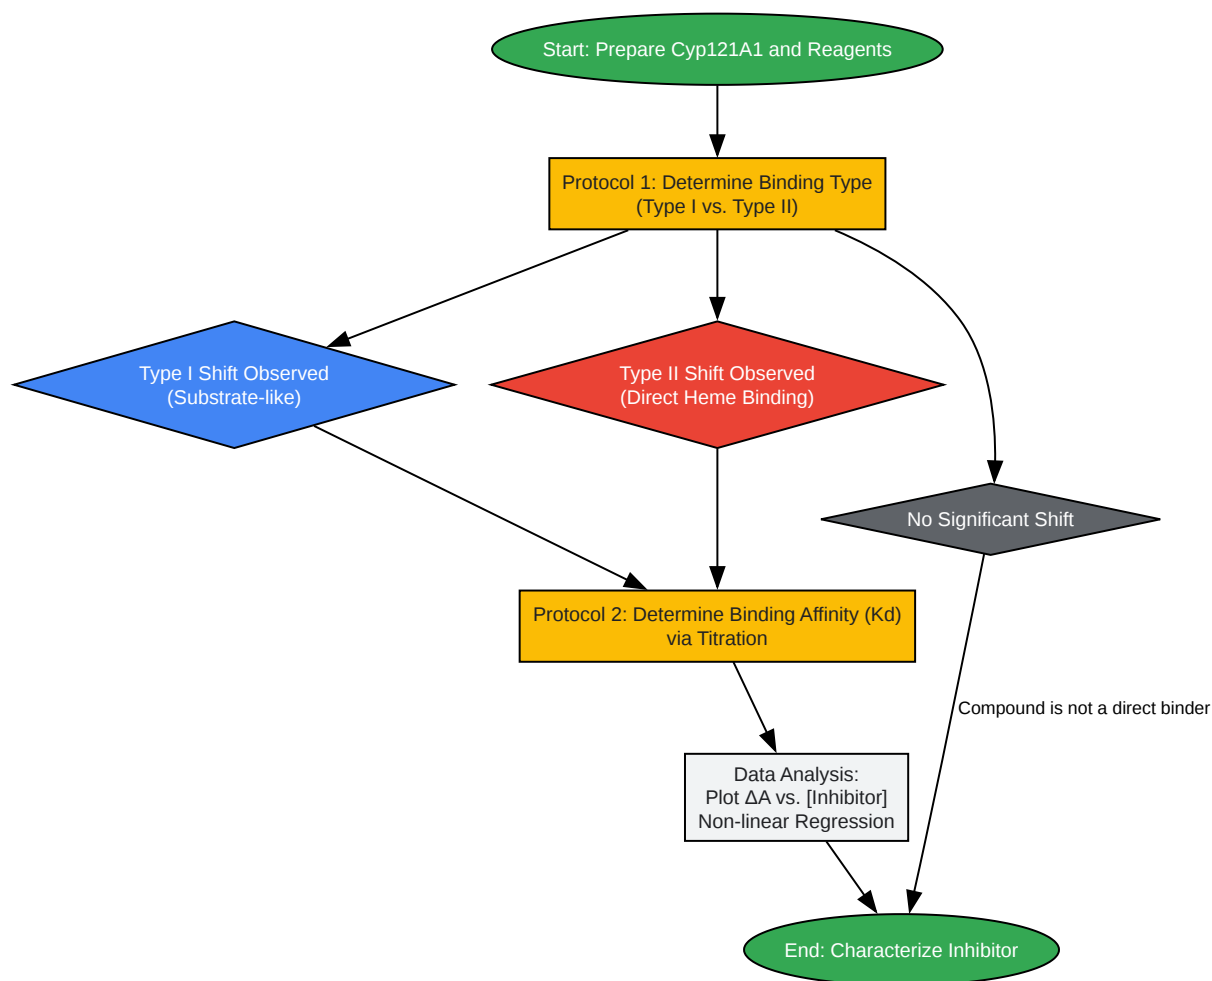 Start: Prepare Cyp121A1 and Reagents
Protocol 1: Determine Binding Type
(Type I vs. Type II)
Type I Shift Observed
(Substrate-like)
Type II Shift Observed
(Direct Heme Binding)
No Significant Shift
Protocol 2: Determine Binding Affinity (Kd)
via Titration
Compound is not a direct binder
Data Analysis:
Plot ΔA vs. [Inhibitor]
Non-linear Regression
End: Characterize Inhibitor